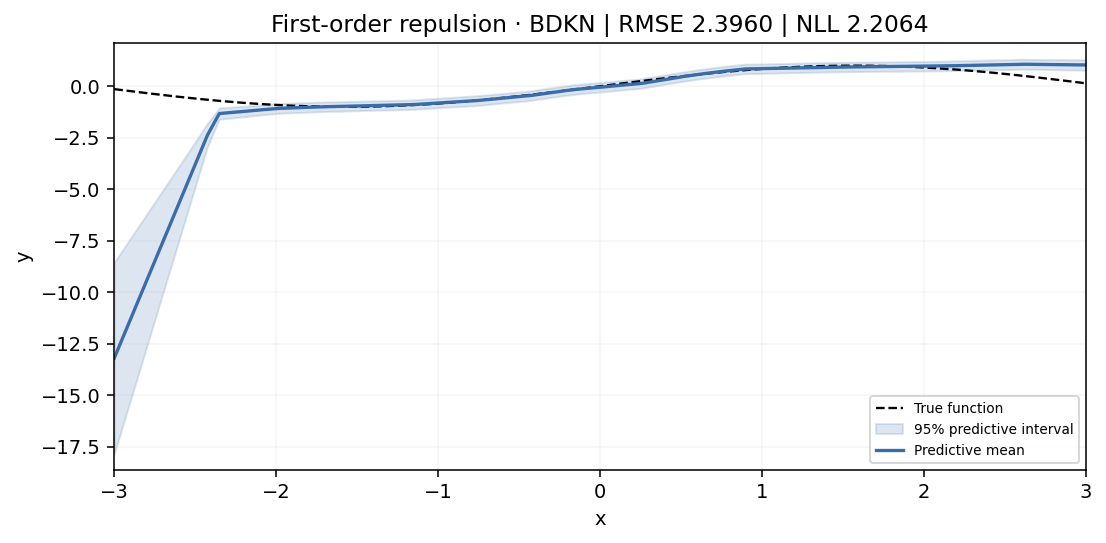 First-order repulsion · BDKN | RMSE 2.3960 | NLL 2.2064
y
0.0
−2.5
−5.0
−7.5
−10.0
−12.5
−15.0
−17.5
True function
95% predictive interval
Predictive mean
−3
−2
−1
0
1
2
3
x